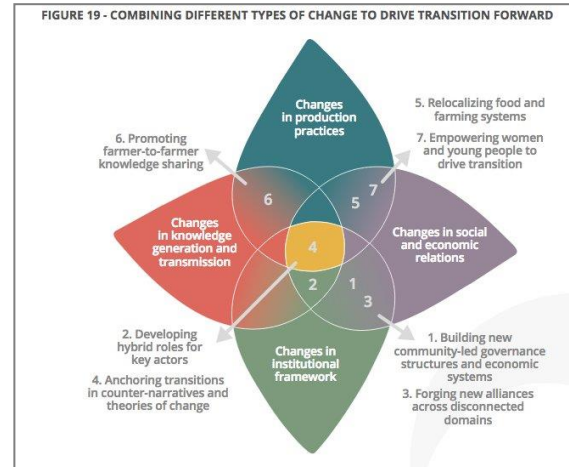 FIGURE 19 - COMBINING DIFFERENT TYPES OF CHANGE TO DRIVE TRANSITION FORWARD
Changes
in production
practices
5. Relocalizing food and
farming systems
7. Empowering women
and young people to
drive transition
6. Promoting
farmer-to-farmer
knowledge sharing
6
5
7
Changes
in knowledge
generation and
transmission
4
Changes in social
and economic
relations
2
1
3
Changes in
institutional
framework
2. Developing
hybrid roles for
key actors
4. Anchoring transitions
in counter-narratives and
theories of change
1. Building new
community-led governance
structures and economic
systems
3. Forging new alliances
across disconnected
domains